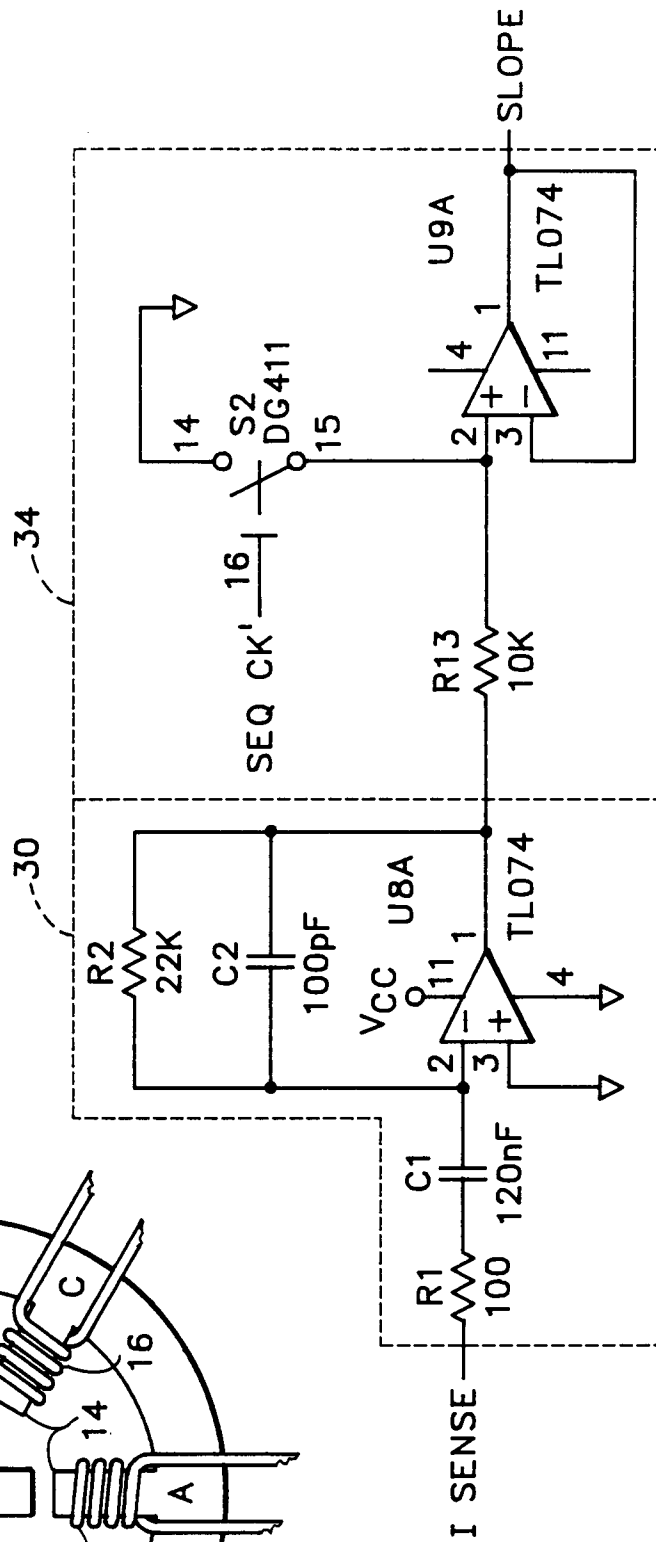 34
30
SEQ CK'
16
14
S2
DG411
15
R2
22K
C2
100pF
VCC
11
U8A
2
3
−
+
1
4
TL074
R13
10K
2
3
+
−
4
11
1
U9A
TL074
SLOPE
I SENSE
R1
100
C1
120nF
C
16
14
A